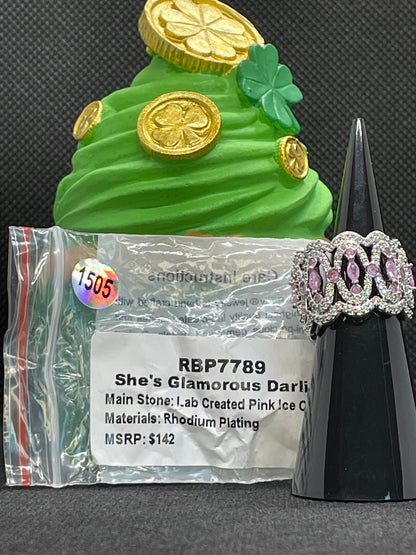 1505
Care Instructions
RBP7789
She's Glamorous Darli
Main Stone: Lab Created Pink Ice C
Materials: Rhodium Plating
MSRP: $142